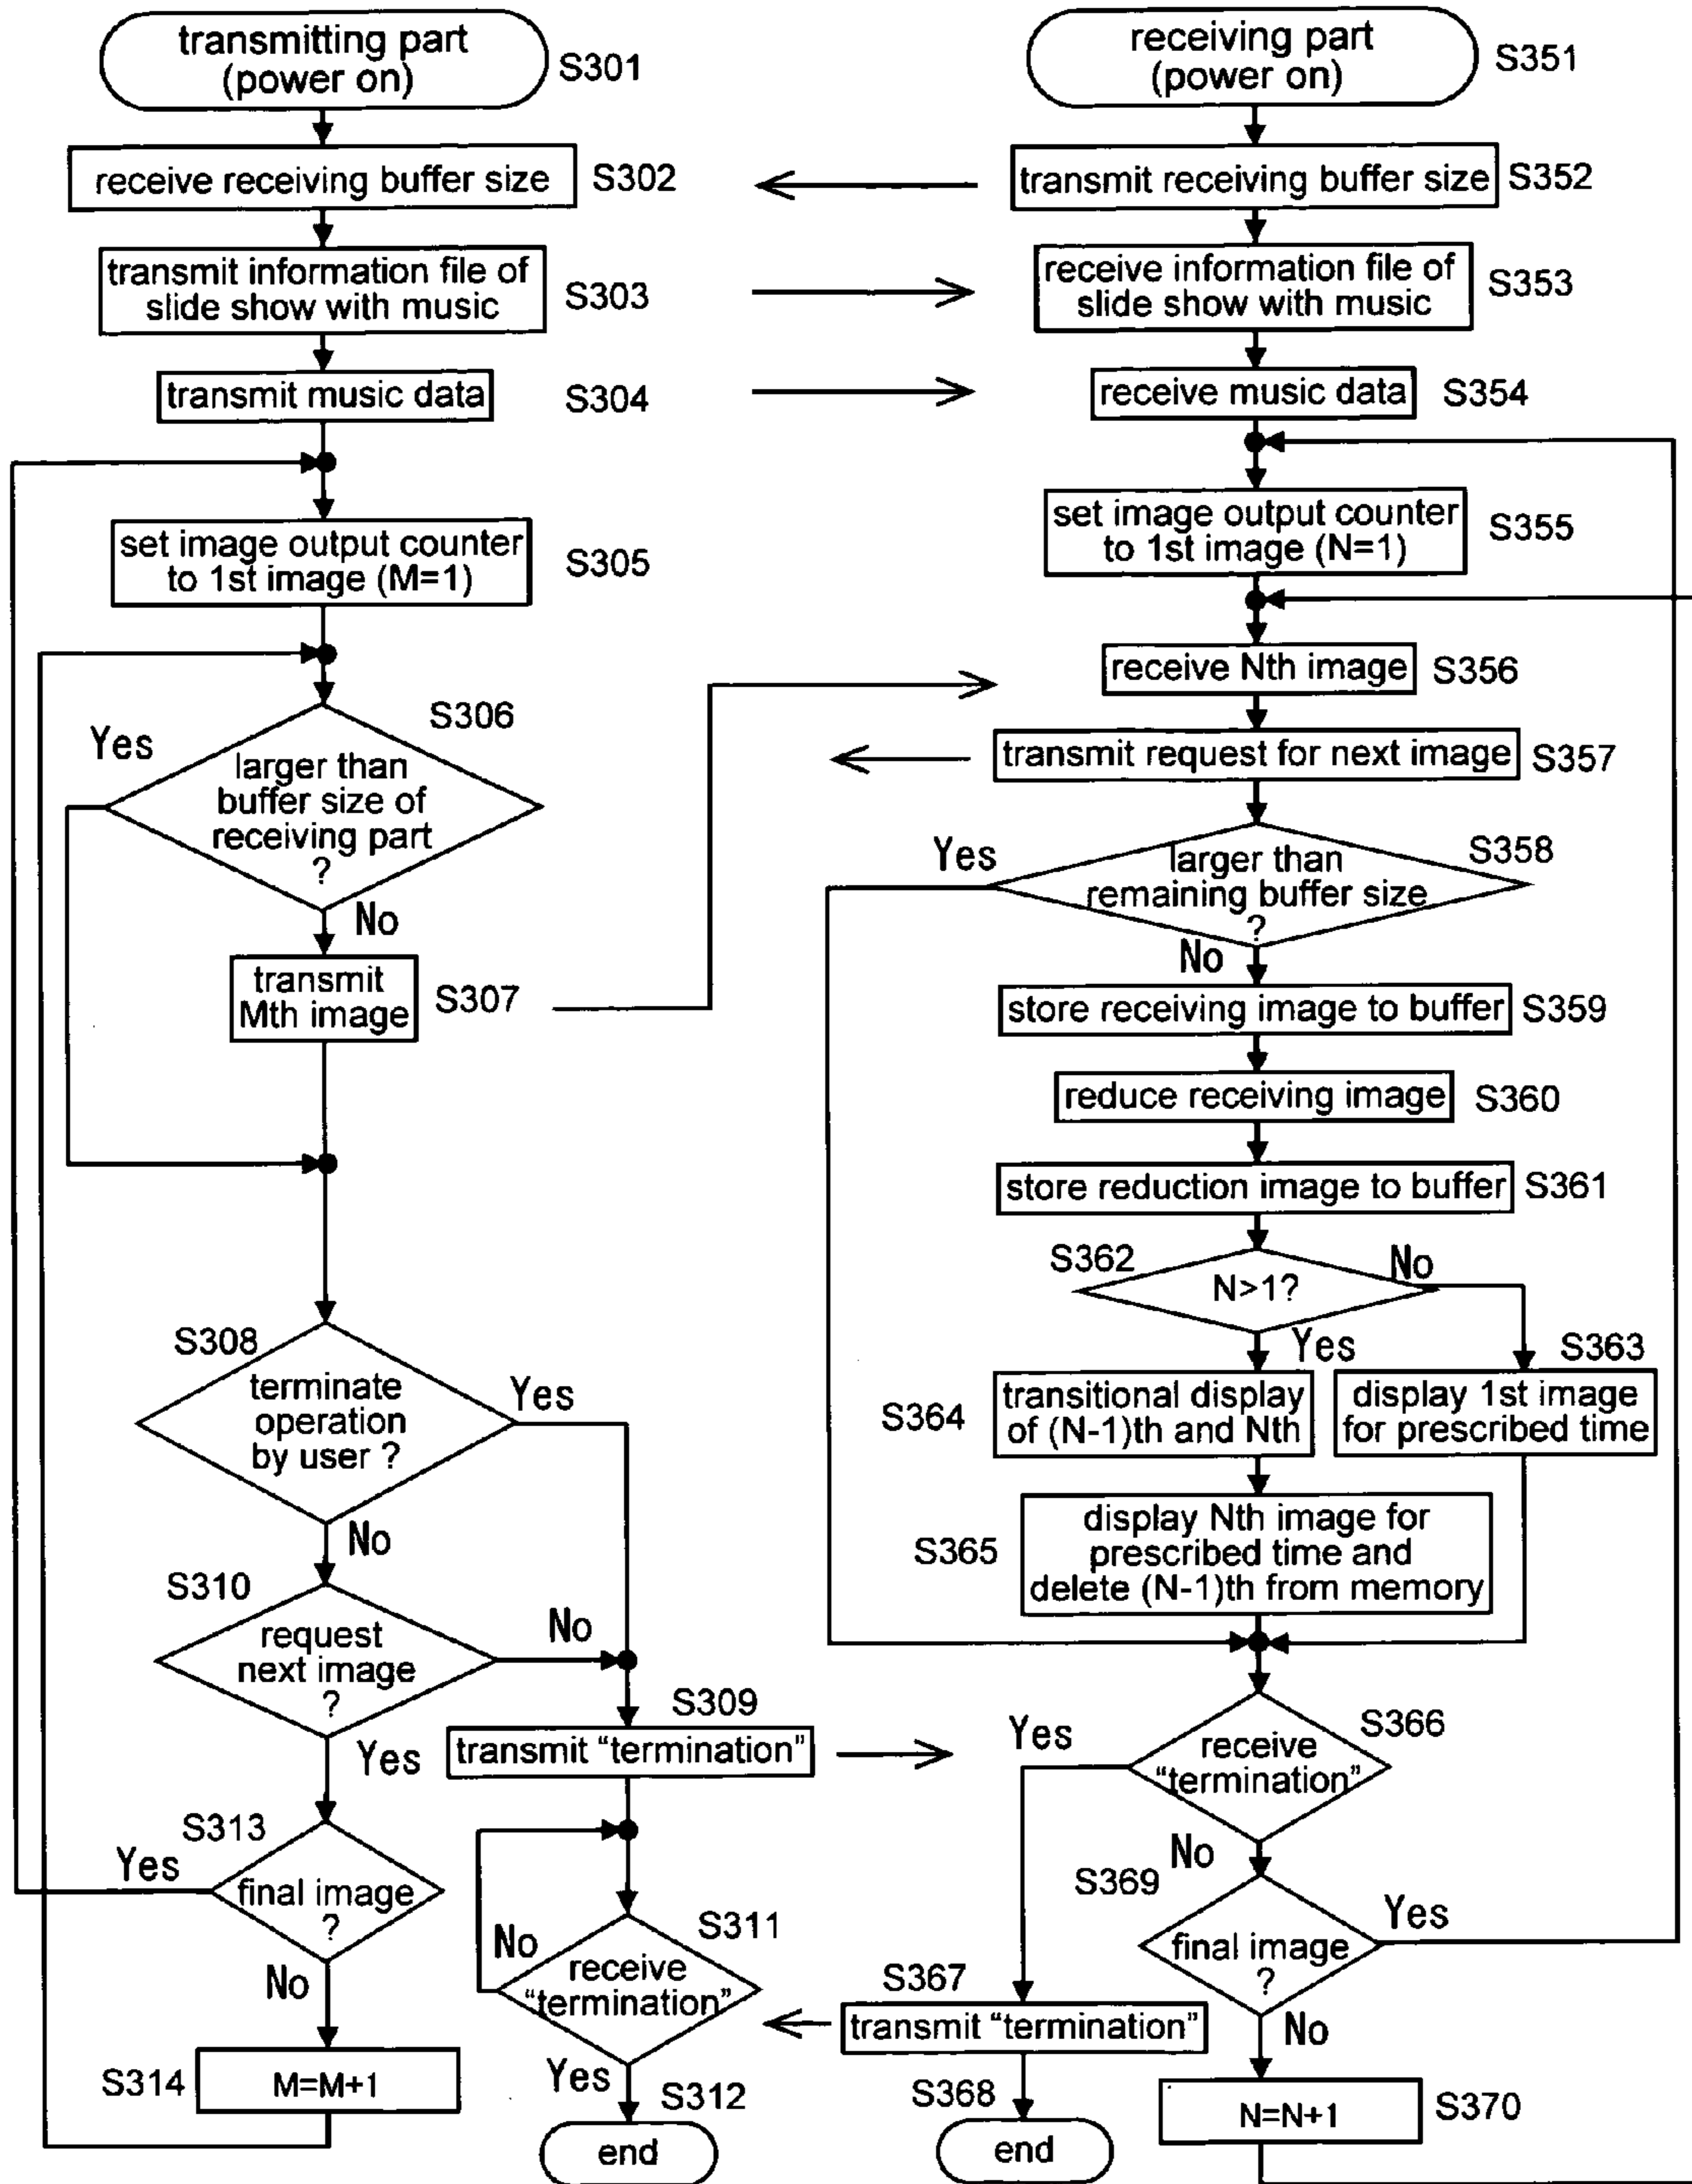 transmitting part
(power on)
S301
receive receiving buffer size
S302
transmit information file of
slide show with music
S303
transmit music data
S304
set image output counter
to 1st image (M=1)
S305
S306
Yes
larger than
buffer size of
receiving part
?
No
transmit
Mth image
S307
S308
terminate
operation
by user ?
Yes
No
S310
request
next image
?
No
Yes
S309
transmit “termination”
S313
Yes
final image
?
No
S311
No
receive
“termination”
Yes
S314
M=M+1
S312
end
receiving part
(power on)
S351
transmit receiving buffer size
S352
receive information file of
slide show with music
S353
receive music data
S354
set image output counter
to 1st image (N=1)
S355
receive Nth image
S356
transmit request for next image
S357
Yes
larger than
remaining buffer size
?
S358
No
store receiving image to buffer
S359
reduce receiving image
S360
store reduction image to buffer
S361
S362
N>1?
No
Yes
S363
S364
transitional display
of (N-1)th and Nth
display 1st image
for prescribed time
S365
display Nth image for
prescribed time and
delete (N-1)th from memory
Yes
receive
“termination”
S366
No
S369
final image
?
Yes
No
S367
transmit “termination”
S368
end
N=N+1
S370